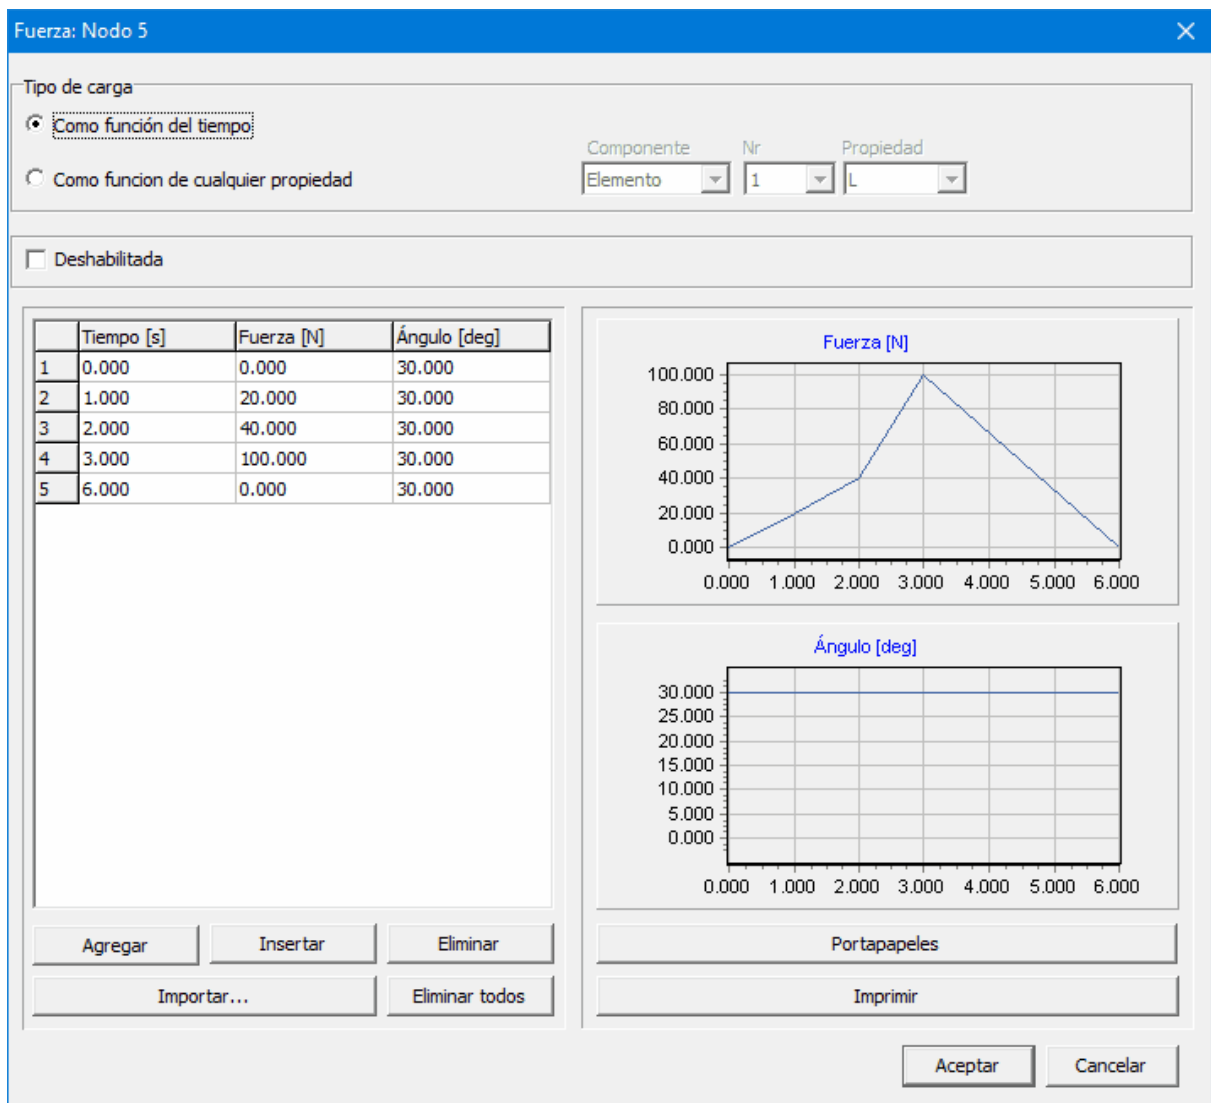 Fuerza: Nodo 5
Tipo de carga
Como función del tiempo
Componente Nr Propiedad
Como funcion de cualquier propiedad Elemento 1 L
Deshabilitada
Tiempo [s] Fuerza [N] Ángulo [deg]
1 0.000 0.000 30.000
2 1.000 20.000 30.000
3 2.000 40.000 30.000
4 3.000 100.000 30.000
5 6.000 0.000 30.000
Agregar Insertar Eliminar
Importar... Eliminar todos
Fuerza [N]
100.000
80.000
60.000
40.000
20.000
0.000
0.000 1.000 2.000 3.000 4.000 5.000 6.000
Ángulo [deg]
30.000
25.000
20.000
15.000
10.000
5.000
0.000
0.000 1.000 2.000 3.000 4.000 5.000 6.000
Portapapeles
Imprimir
Aceptar Cancelar